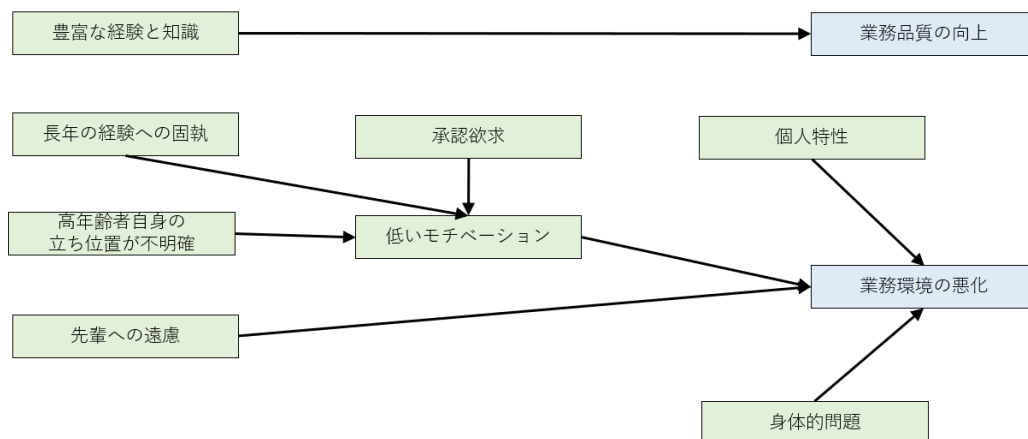 豊富な経験と知識
業務品質の向上
長年の経験への固執
承認欲求
個人特性
高年齢者自身の
立ち位置が不明確
低いモチベーション
業務環境の悪化
先輩への遠慮
身体的問題